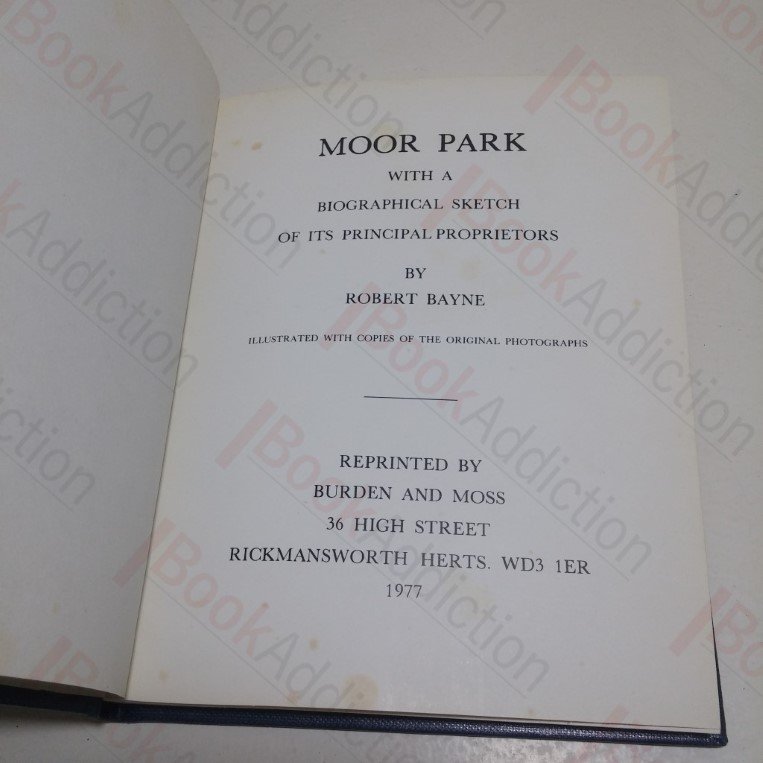 MOOR PARK
WITH A
BIOGRAPHICAL SKETCH
OF ITS PRINCIPAL PROPRIETORS
BY
ROBERT BAYNE
ILLUSTRATED WITH COPIES OF THE ORIGINAL PHOTOGRAPHS
REPRINTED BY
BURDEN AND MOSS
36 HIGH STREET
RICKMANSWORTH HERTS. WD3 1ER
1977
BookAddiction